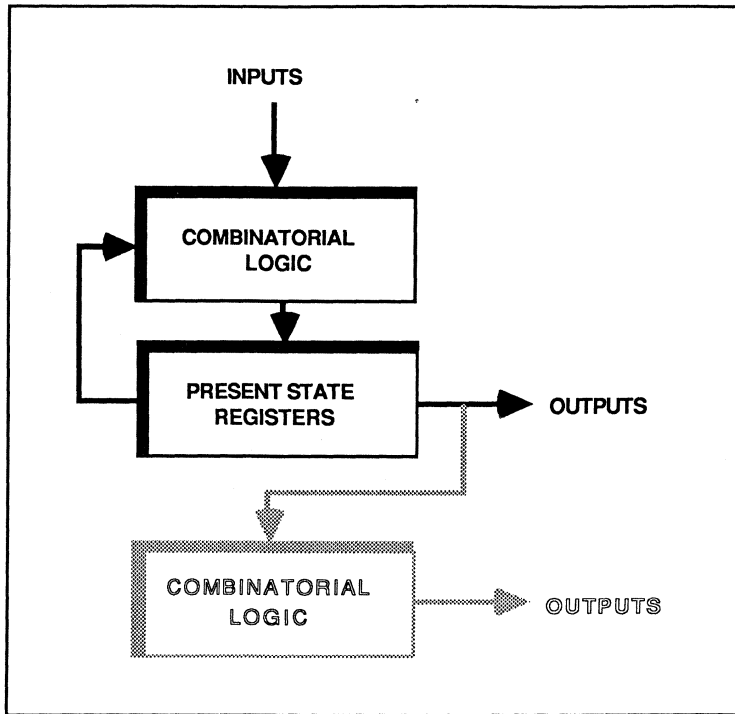 INPUTS
COMBINATORIAL
LOGIC
PRESENT STATE
REGISTERS
OUTPUTS
COMBINATORIAL
LOGIC
OUTPUTS